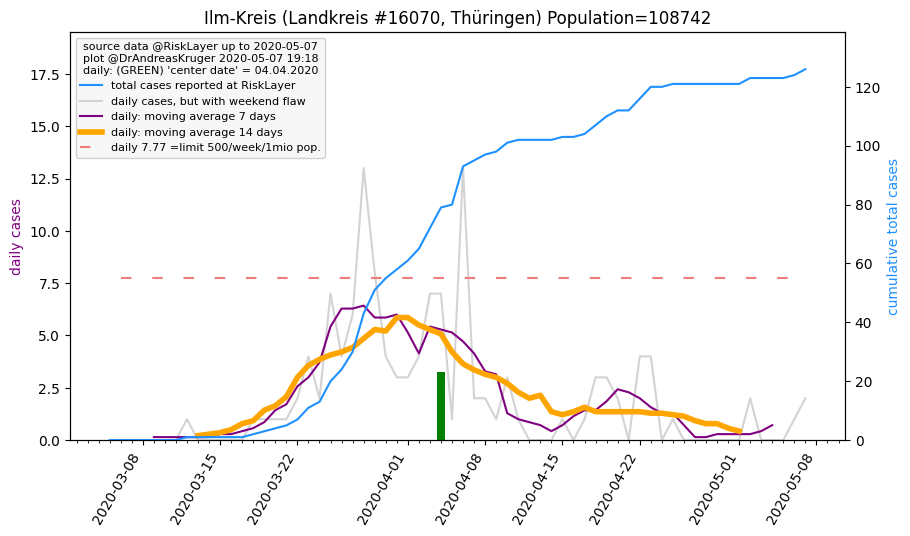 Ilm-Kreis (Landkreis #16070, Thüringen) Population=108742
source data @RiskLayer up to 2020-05-07
plot @DrAndreasKruger 2020-05-07 19:18
daily: (GREEN) 'center date' = 04.04.2020
total cases reported at RiskLayer
daily cases, but with weekend flaw
daily: moving average 7 days
daily: moving average 14 days
daily 7.77 =limit 500/week/1mio pop.
daily cases
17.5
15.0
12.5
10.0
7.5
5.0
2.5
0.0
120
100
80
60
40
20
0
cumulative total cases
2020-03-08
2020-03-15
2020-03-22
2020-04-01
2020-04-08
2020-04-15
2020-04-22
2020-05-01
2020-05-08